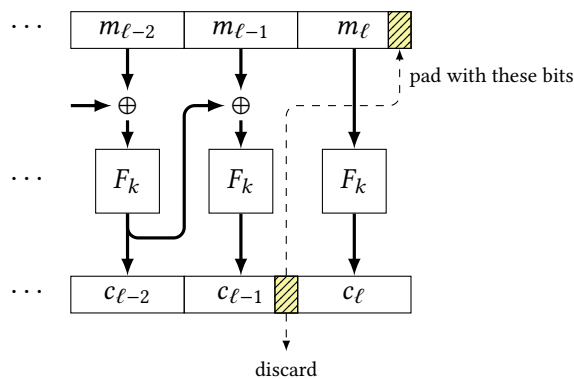 ··· m_{ℓ−2} m_{ℓ−1} m_ℓ
pad with these bits
⊕ ⊕
··· F_k F_k F_k
··· c_{ℓ−2} c_{ℓ−1} c_ℓ
discard